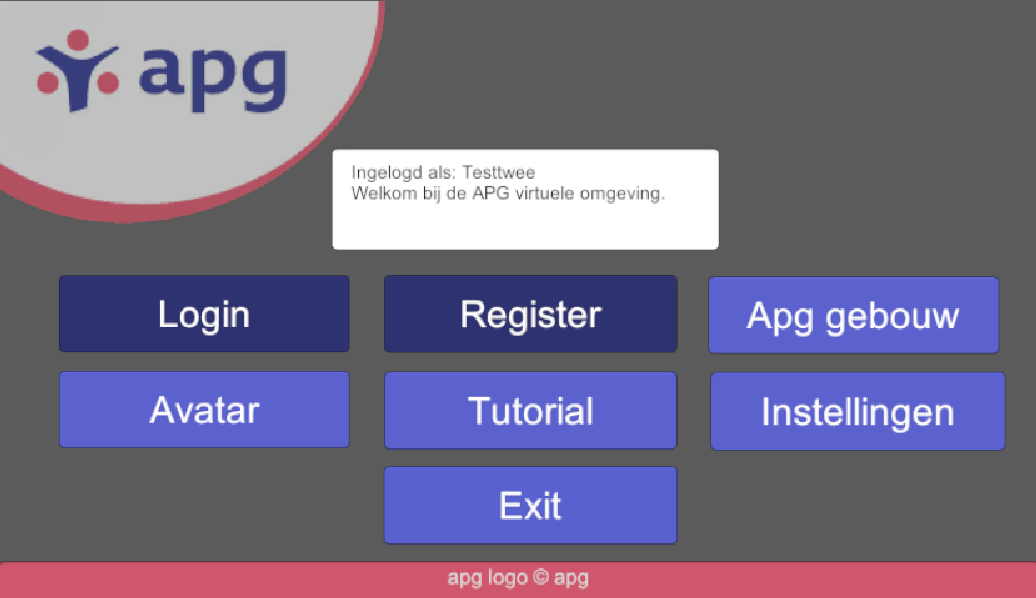 apg
Ingelogd als: Testtwee
Welkom bij de APG virtuele omgeving.
Login
Register
Apg gebouw
Avatar
Tutorial
Instellingen
Exit
apg logo © apg